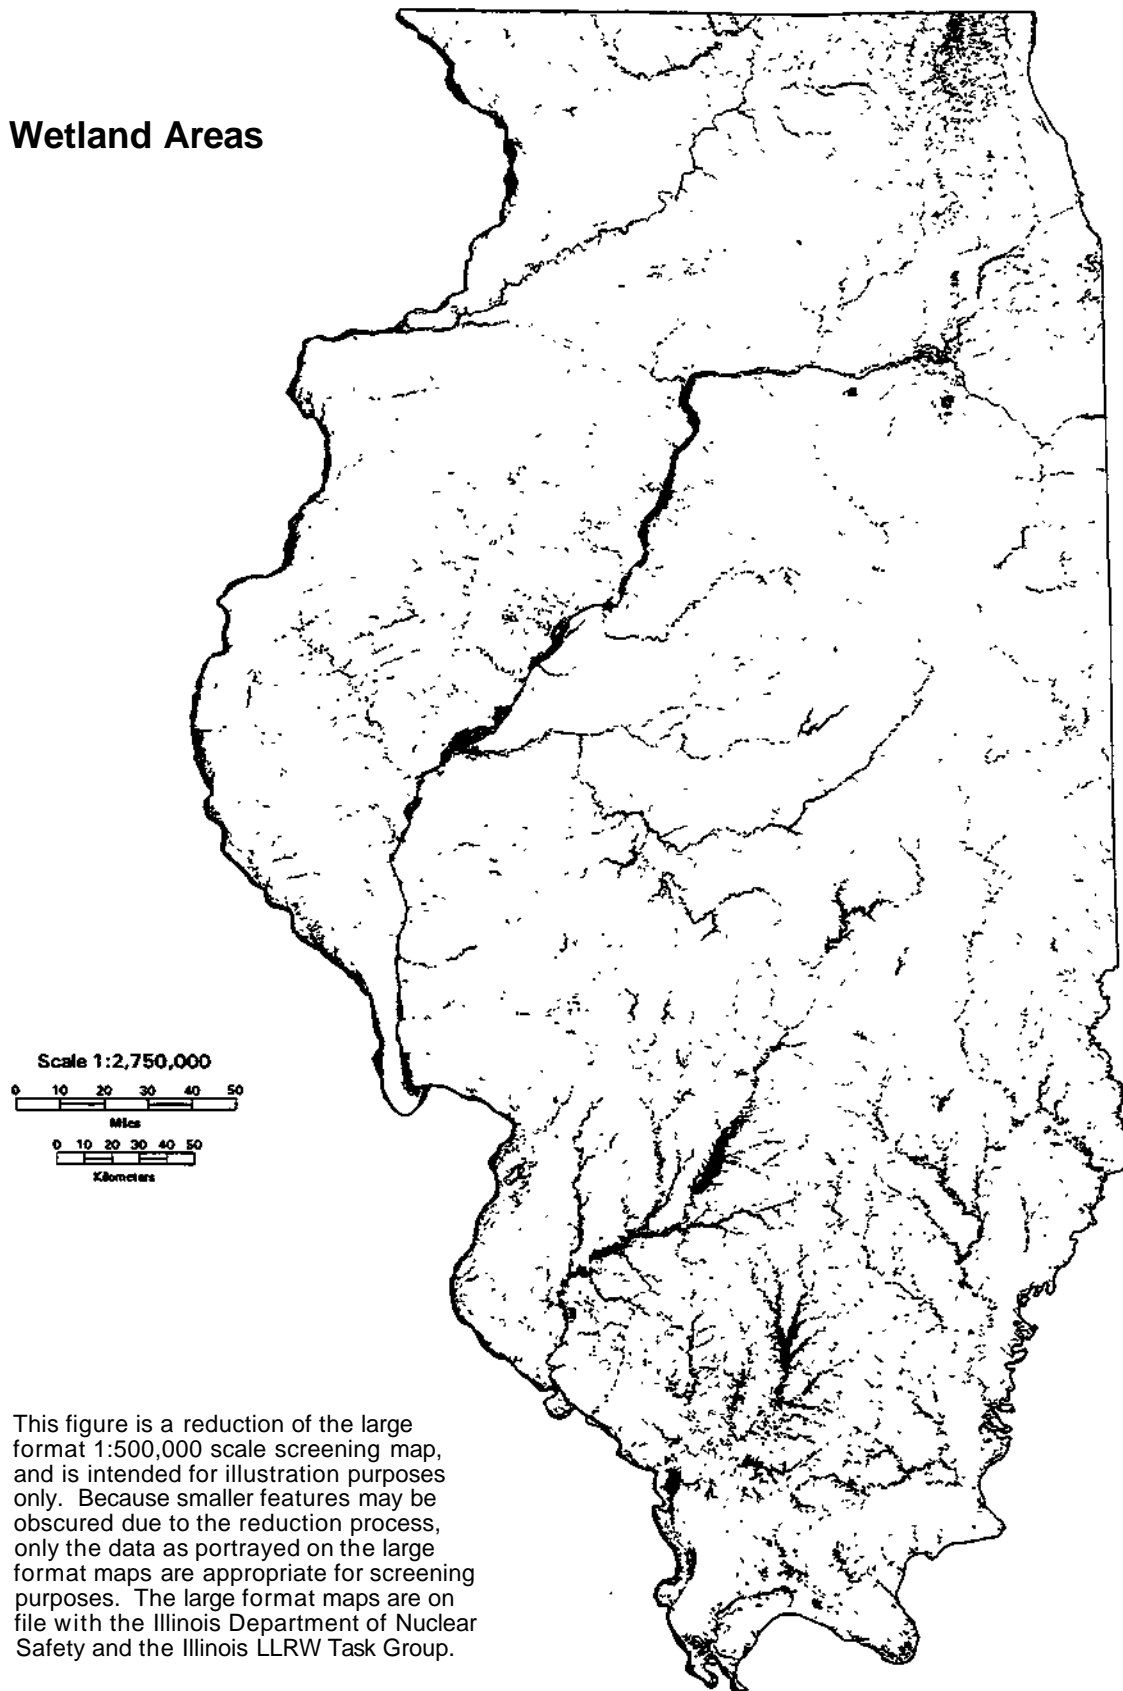 Wetland Areas
Scale 1:2,750,000
0 10 20 30 40 50
Miles
0 10 20 30 40 50
Kilometers
This figure is a reduction of the large
format 1:500,000 scale screening map,
and is intended for illustration purposes
only. Because smaller features may be
obscured due to the reduction process,
only the data as portrayed on the large
format maps are appropriate for screening
purposes. The large format maps are on
file with the Illinois Department of Nuclear
Safety and the Illinois LLRW Task Group.